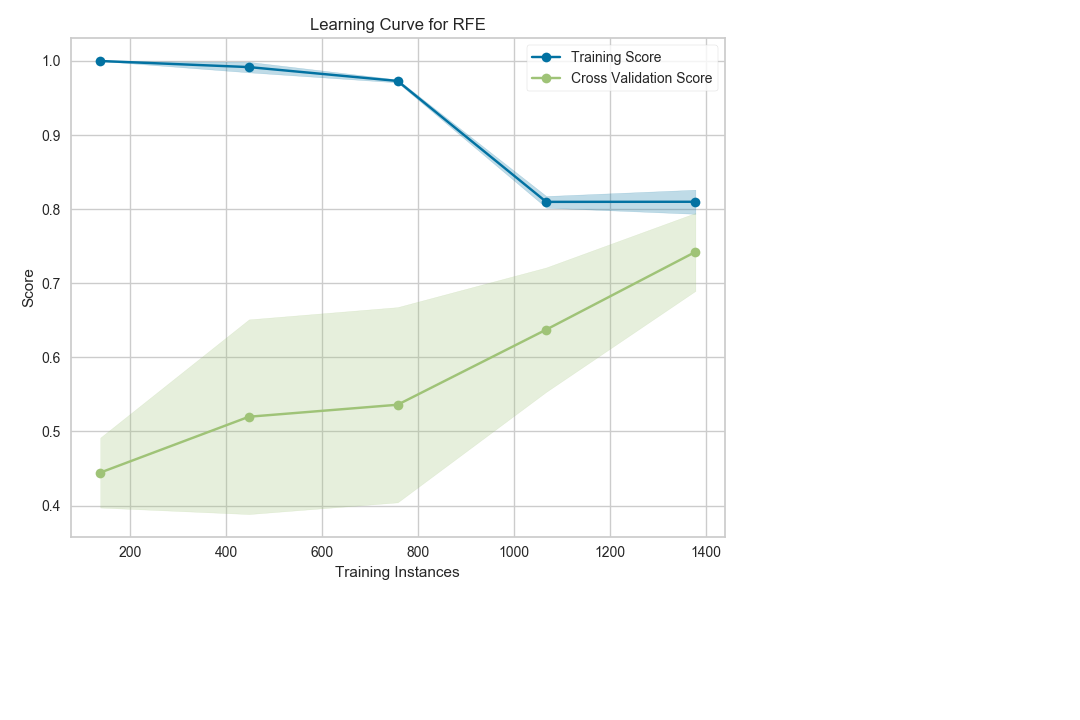 Learning Curve for RFE
Training Score
Cross Validation Score
1.0
0.9
0.8
0.7
0.6
0.5
0.4
Score
200 400 600 800 1000 1200 1400
Training Instances